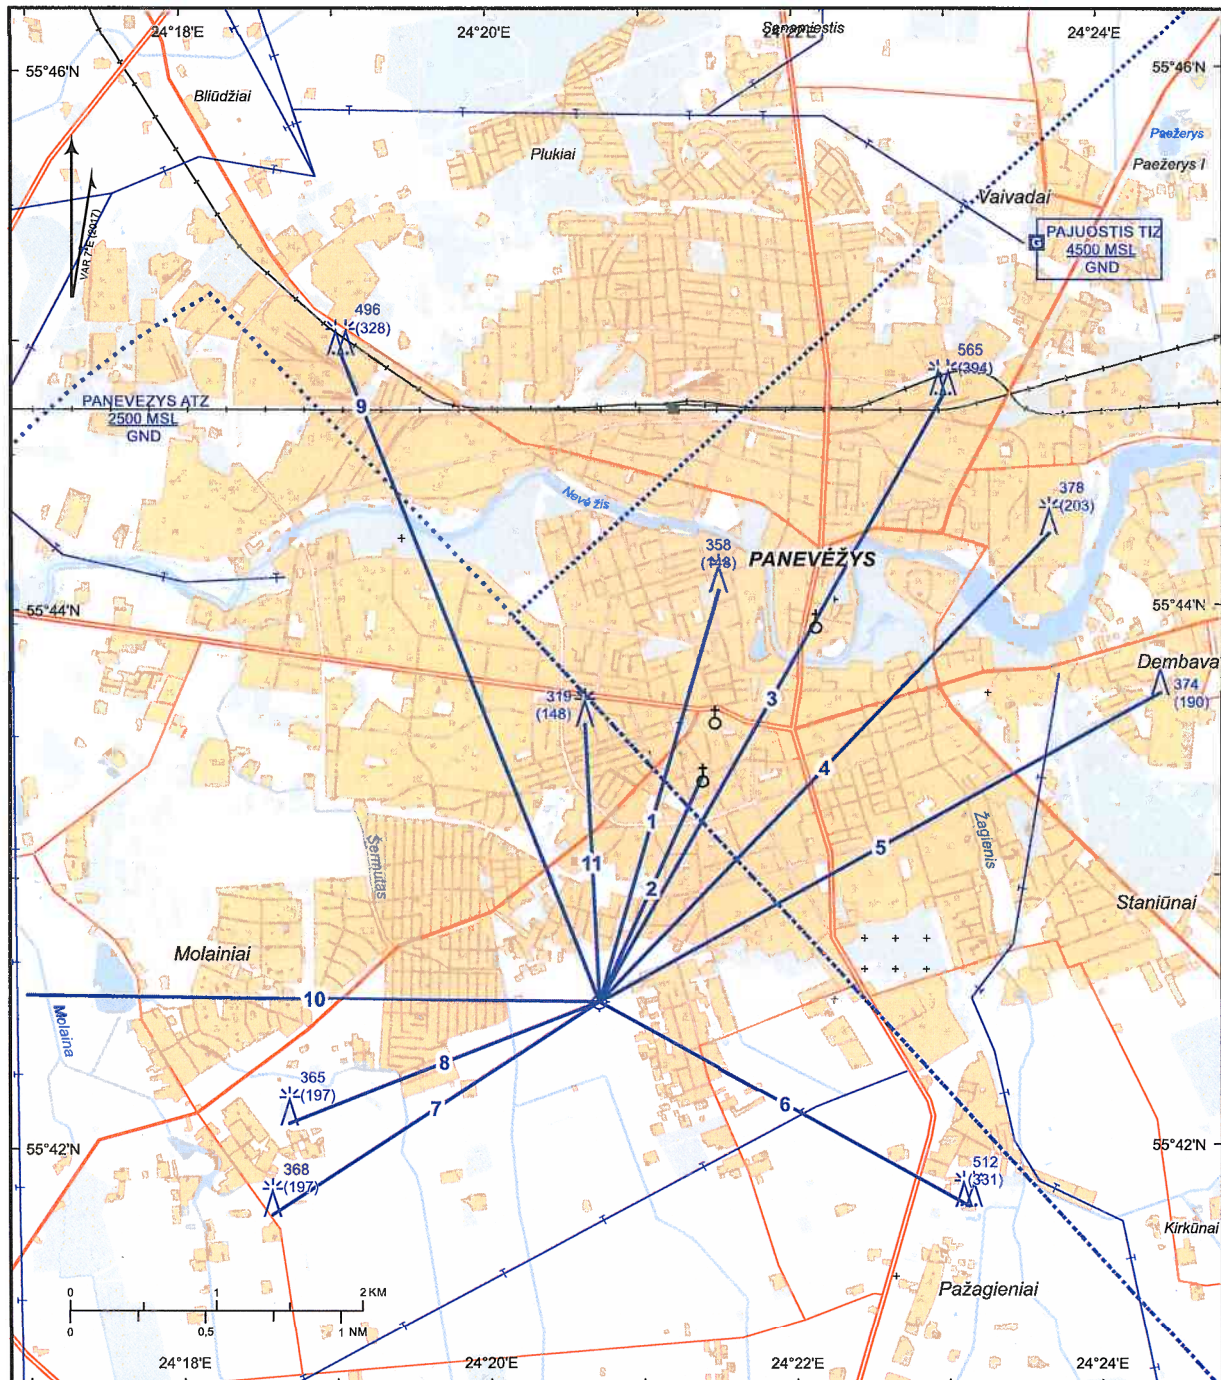 24°18'E
24°20'E
24°22'E
Senamiestis
24°24'E
55°46'N
55°46'N
Bliūdžiai
Plukiai
Paežerys
Paežerys I
Vaivadai
VAR 7°E (2017)
PAJUOSTIS TIZ
G
4500 MSL
GND
496
(328)
565
(394)
PANEVEZYS ATZ
2500 MSL
GND
9
378
(203)
Nevėžis
358
(148)
PANEVĖŽYS
55°44'N
55°44'N
Dembava
374
(190)
319
(148)
3
4
1
5
11
2
Šermutas
Žagienis
Staniūnai
Molainiai
10
Molaina
8
7
6
365
(197)
55°42'N
55°42'N
368
(197)
512
(331)
Kirkūnai
Pažagieniai
0 1 2 KM
0 0,5 1 NM
24°18'E
24°20'E
24°22'E
24°24'E